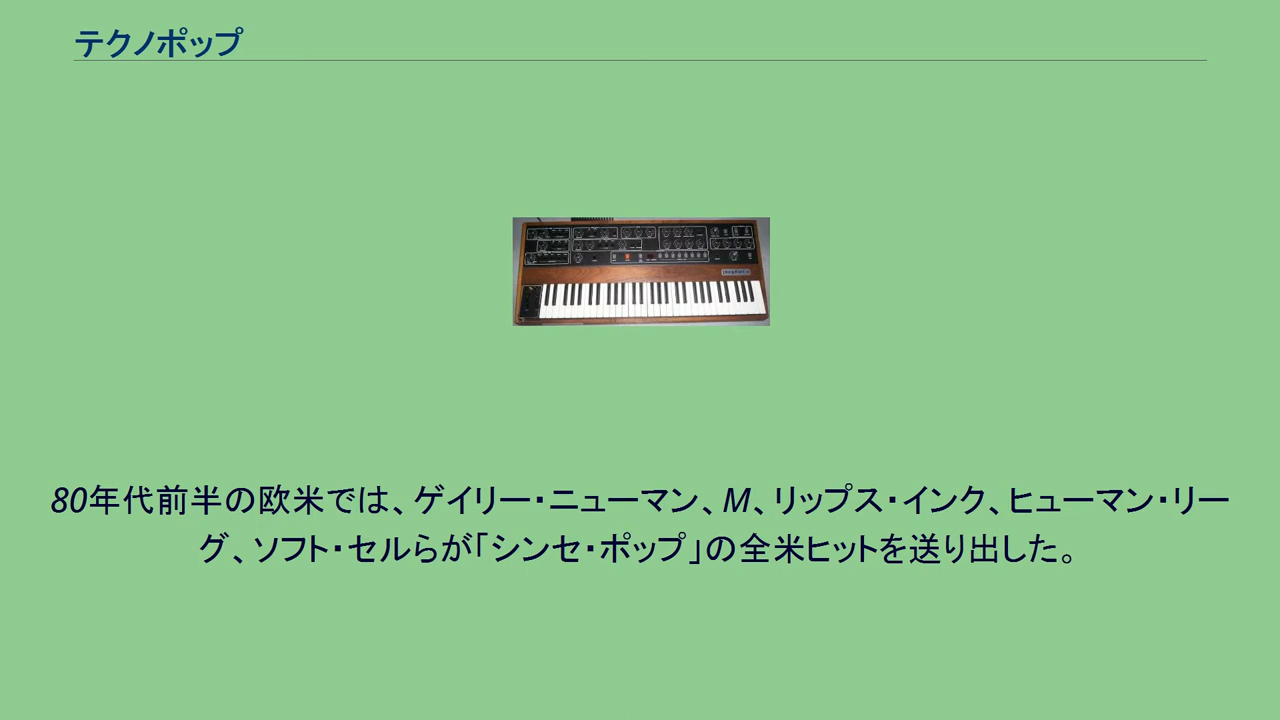 テクノポップ
80年代前半の欧米では、ゲイリー・ニューマン、M、リップス・インク、ヒューマン・リー
グ、ソフト・セルらが「シンセ・ポップ」の全米ヒットを送り出した。